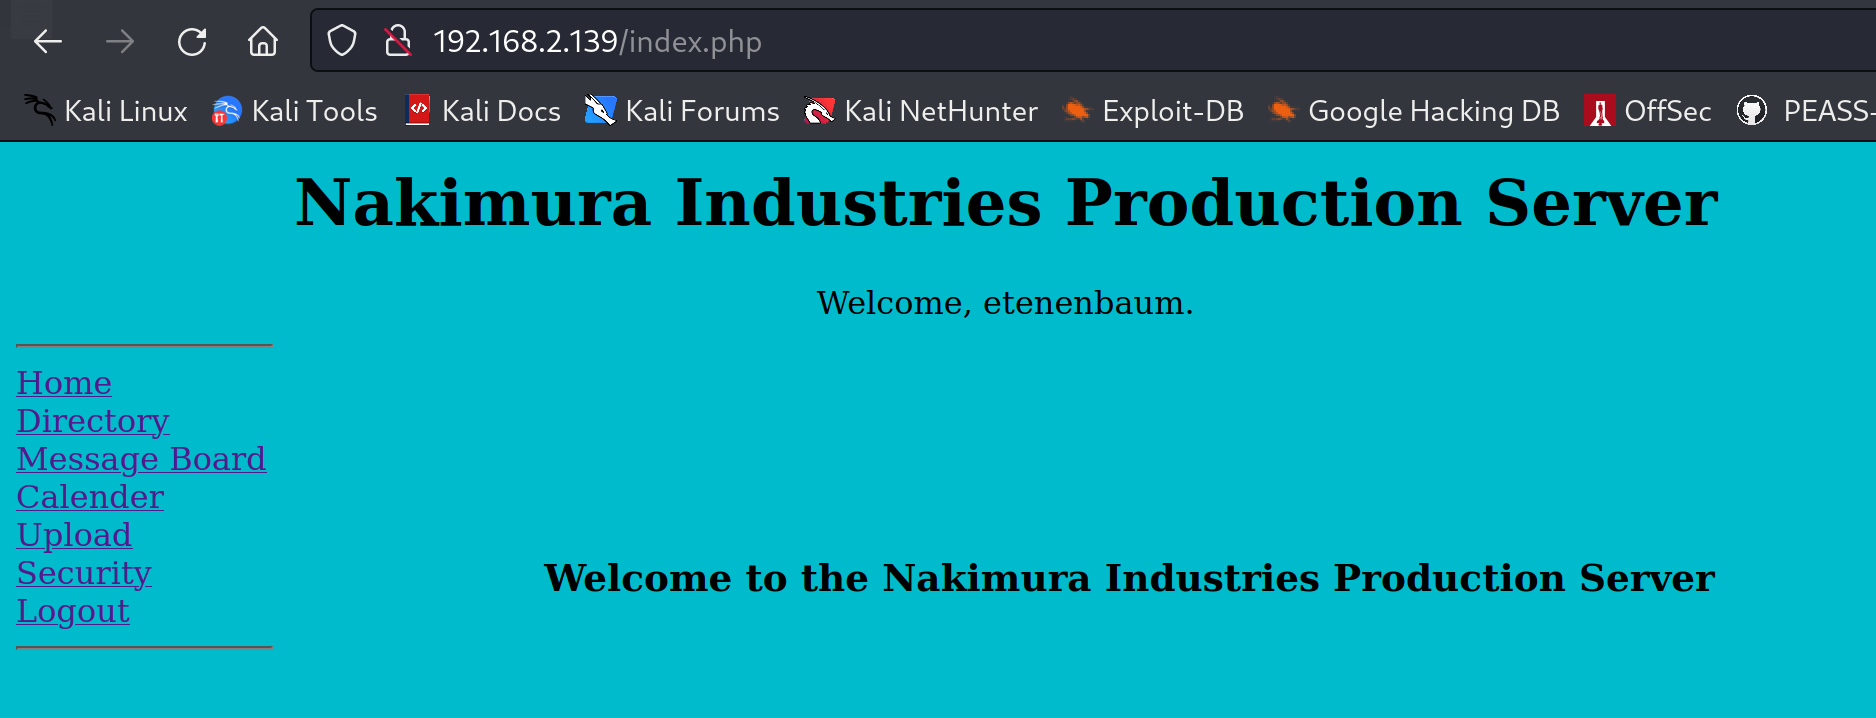 192.168.2.139/index.php
Kali Linux Kali Tools Kali Docs Kali Forums Kali NetHunter Exploit-DB Google Hacking DB OffSec PEASS-
Nakimura Industries Production Server
Welcome, etenenbaum.
Home
Directory
Message Board
Calender
Upload
Security
Logout
Welcome to the Nakimura Industries Production Server